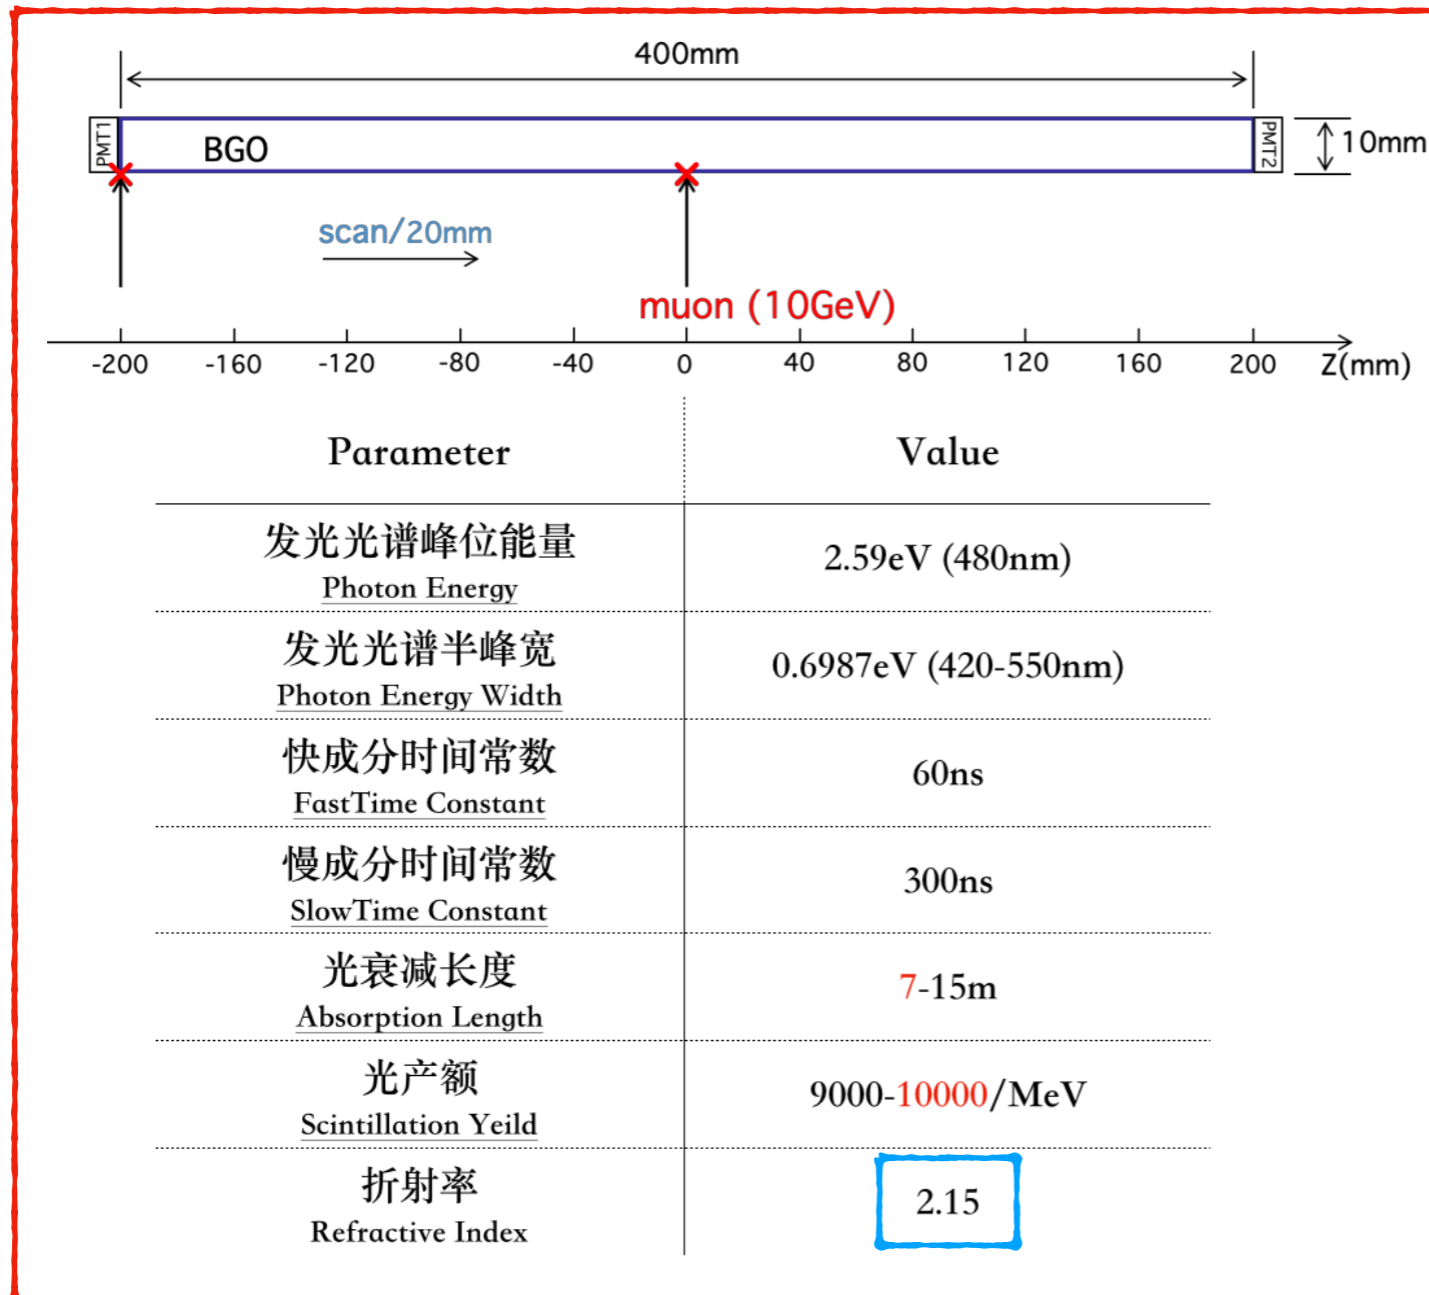 400mm
PMT1
BGO
PMT2
10mm
scan/20mm
muon (10GeV)
-200 -160 -120 -80 -40 0 40 80 120 160 200 Z(mm)
Parameter Value
发光光谱峰位能量
Photon Energy
2.59eV (480nm)
发光光谱半峰宽
Photon Energy Width
0.6987eV (420-550nm)
快成分时间常数
FastTime Constant
60ns
慢成分时间常数
SlowTime Constant
300ns
光衰减长度
Absorption Length
7-15m
光产额
Scintillation Yeild
9000-10000/MeV
折射率
Refractive Index
2.15